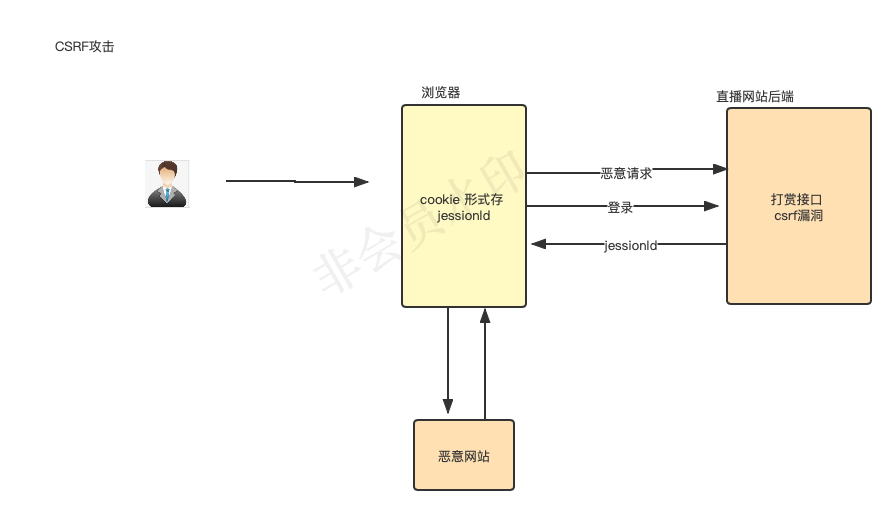 CSRF攻击
浏览器
直播网站后端
恶意请求
cookie 形式存
jessionId
登录
打赏接口
csrf漏洞
jessionId
恶意网站
非会员水印